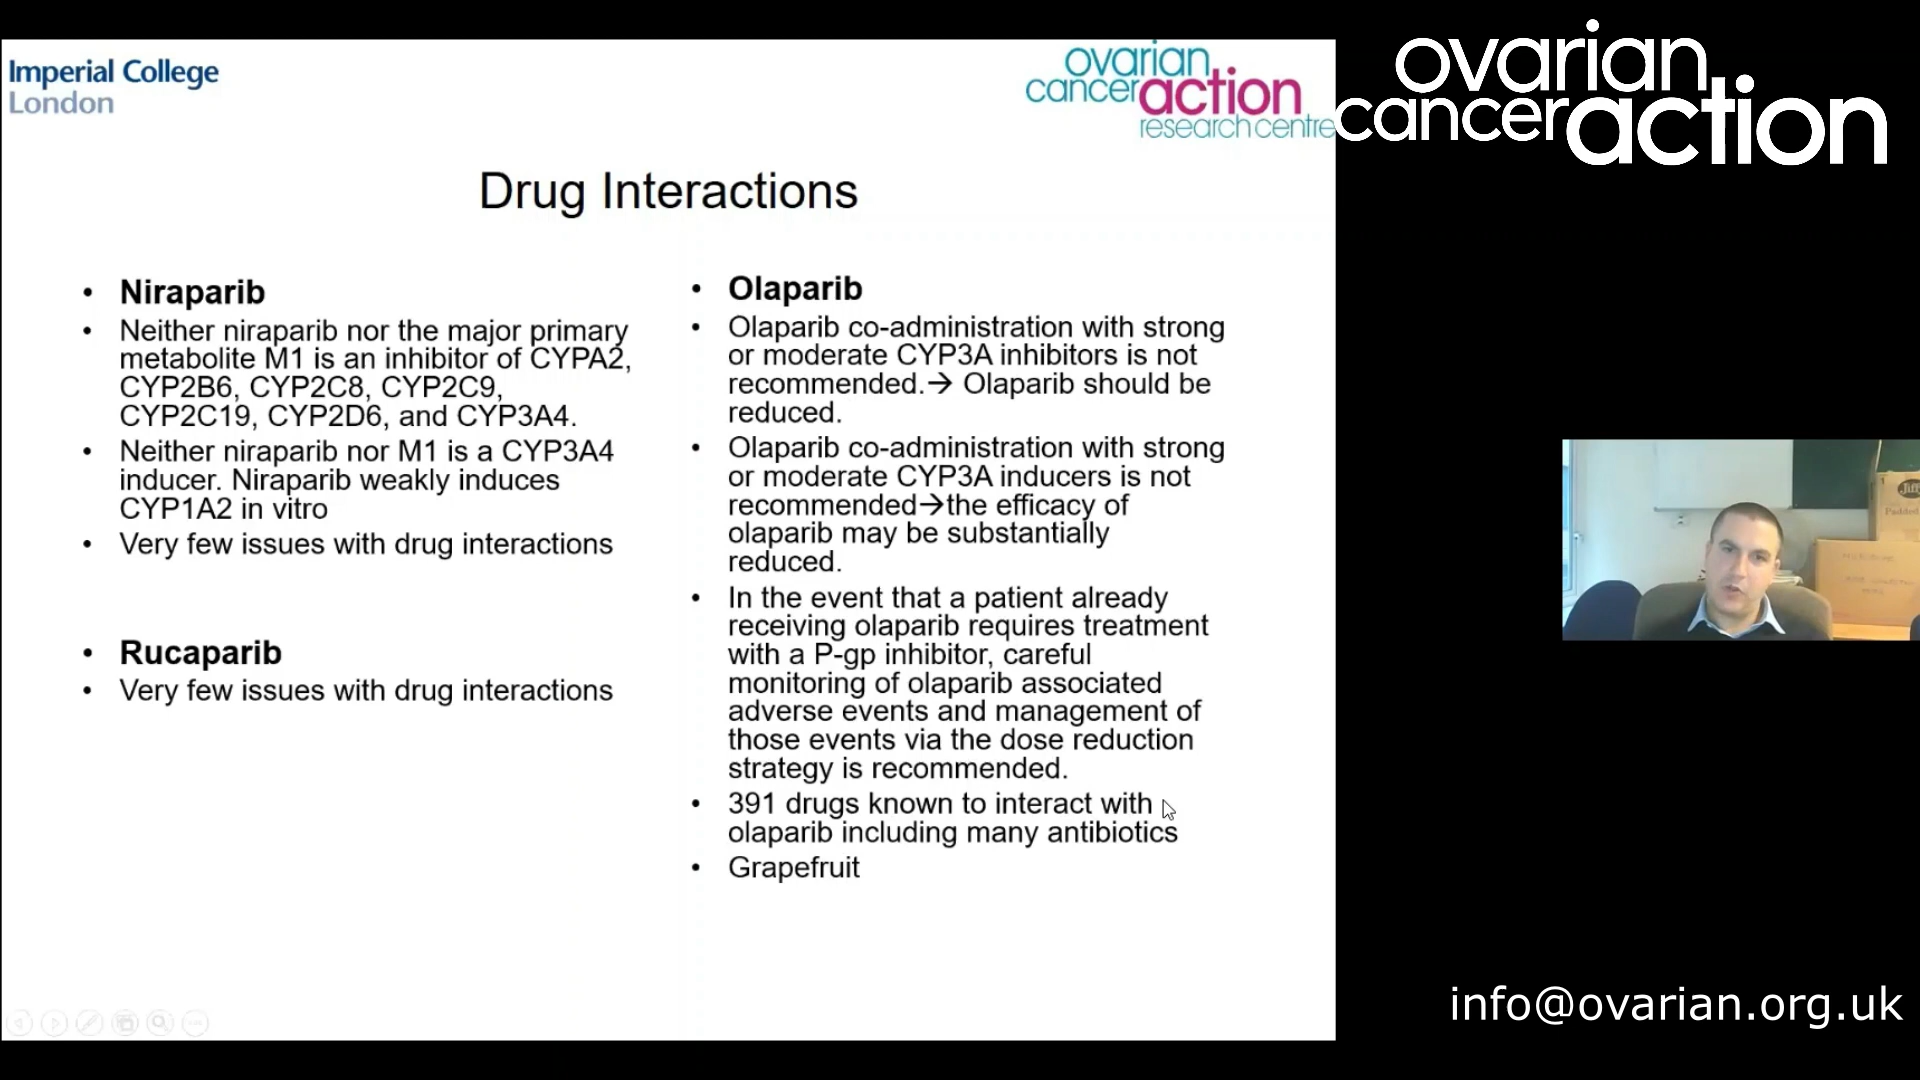 Imperial College
London
ovarian
cancer action
research centre
ovarian
cancer action
Drug Interactions
• Niraparib
• Neither niraparib nor the major primary
metabolite M1 is an inhibitor of CYPA2,
CYP2B6, CYP2C8, CYP2C9,
CYP2C19, CYP2D6, and CYP3A4.
• Neither niraparib nor M1 is a CYP3A4
inducer. Niraparib weakly induces
CYP1A2 in vitro
• Very few issues with drug interactions
• Rucaparib
• Very few issues with drug interactions
• Olaparib
• Olaparib co-administration with strong
or moderate CYP3A inhibitors is not
recommended.→ Olaparib should be
reduced.
• Olaparib co-administration with strong
or moderate CYP3A inducers is not
recommended→the efficacy of
olaparib may be substantially
reduced.
• In the event that a patient already
receiving olaparib requires treatment
with a P-gp inhibitor, careful
monitoring of olaparib associated
adverse events and management of
those events via the dose reduction
strategy is recommended.
• 391 drugs known to interact with
olaparib including many antibiotics
• Grapefruit
Jiffy
Padded
info@ovarian.org.uk